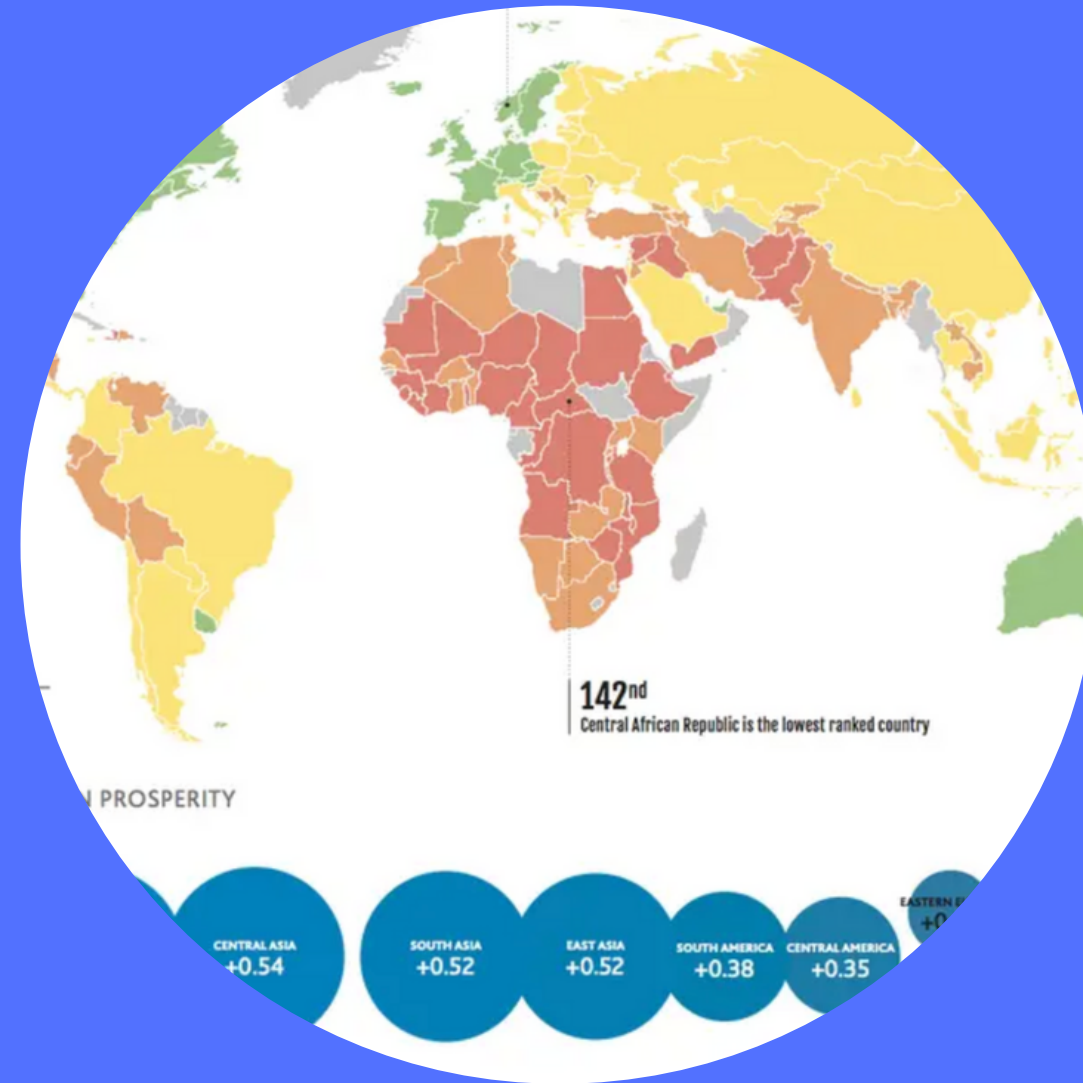 142nd
Central African Republic is the lowest ranked country
PROSPERITY
CENTRAL ASIA
+0.54
SOUTH ASIA
+0.52
EAST ASIA
+0.52
SOUTH AMERICA
+0.38
CENTRAL AMERICA
+0.35
EASTERN
+0